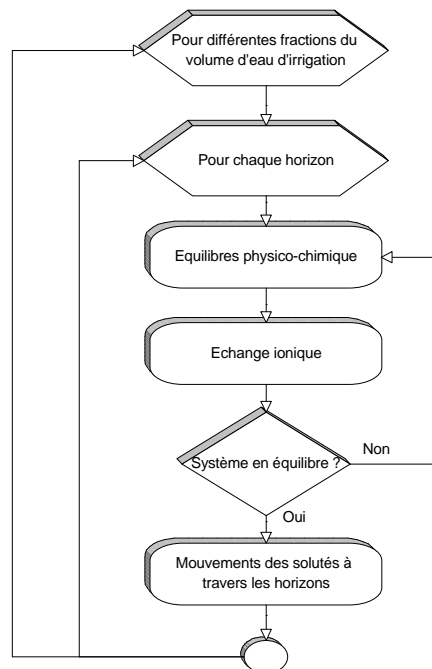 Pour différentes fractions du
volume d'eau d'irrigation
Pour chaque horizon
Equilibres physico-chimique
Echange ionique
Système en équilibre ?
Non
Oui
Mouvements des solutés à
travers les horizons